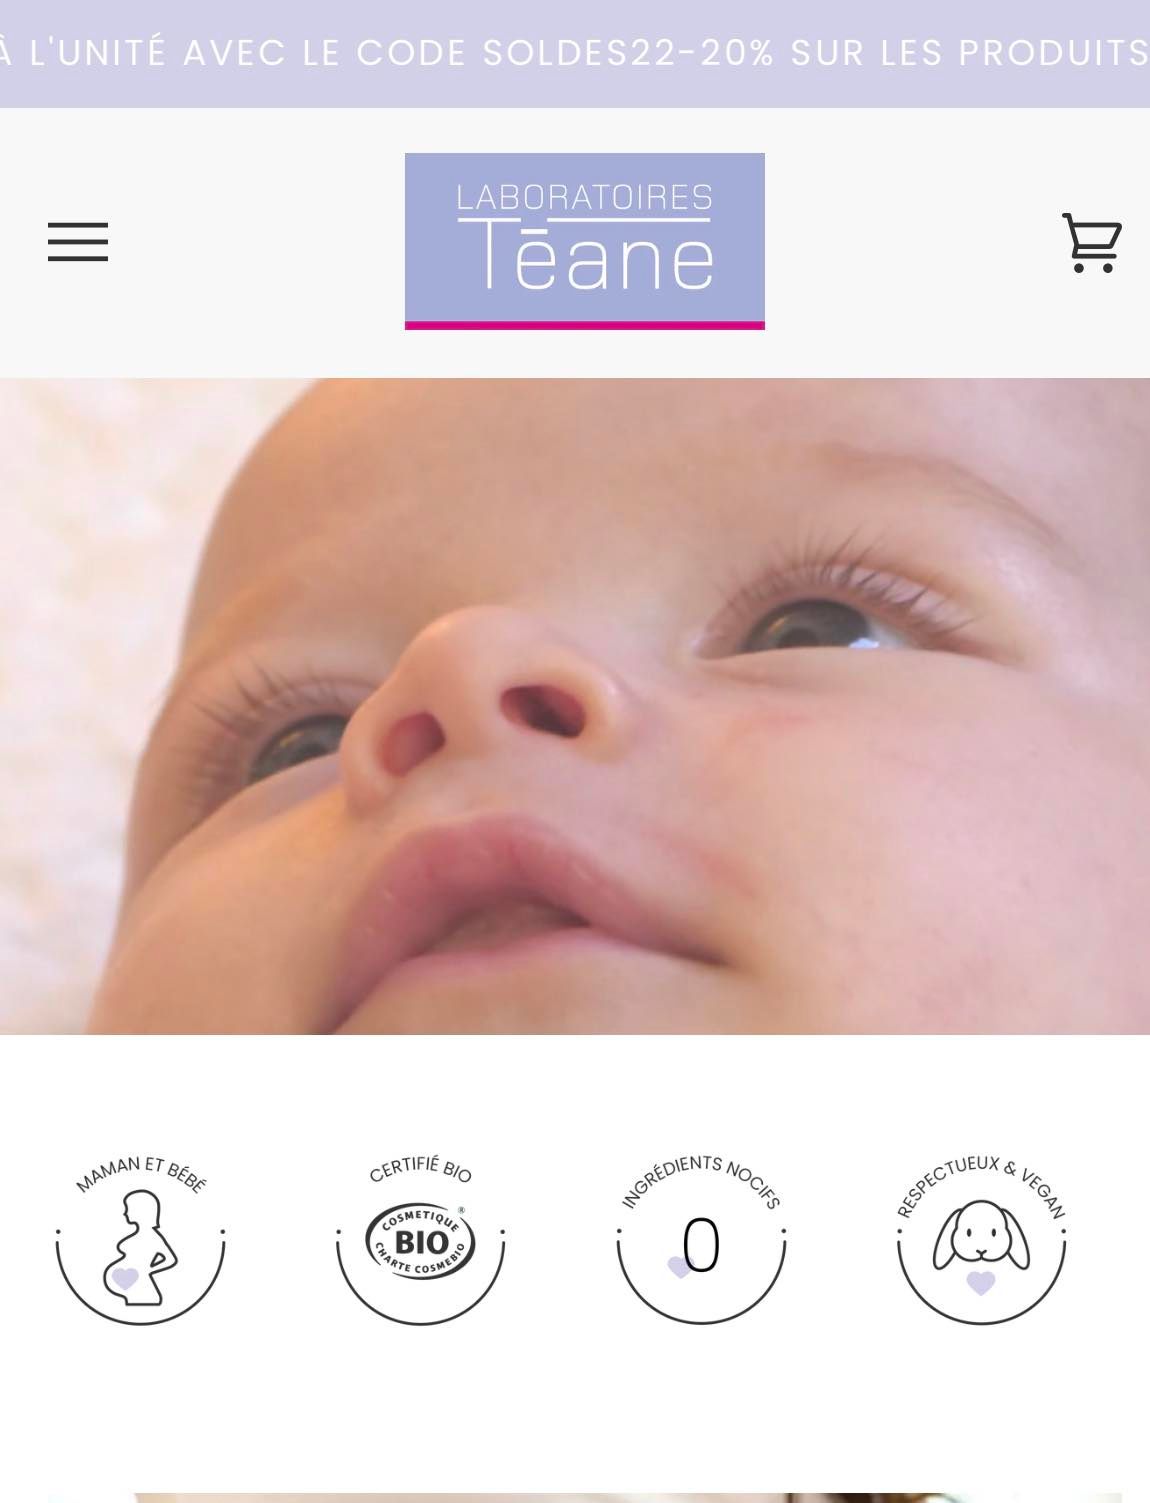 À L'UNITÉ AVEC LE CODE SOLDES22-20% SUR LES PRODUITS
LABORATOIRES
Tēane
MAMAN ET BÉBÉ
CERTIFIÉ BIO
COSMETIQUE
®
BIO
CHARTE COSMEBIO
INGRÉDIENTS NOCIFS
0
RESPECTUEUX & VEGAN